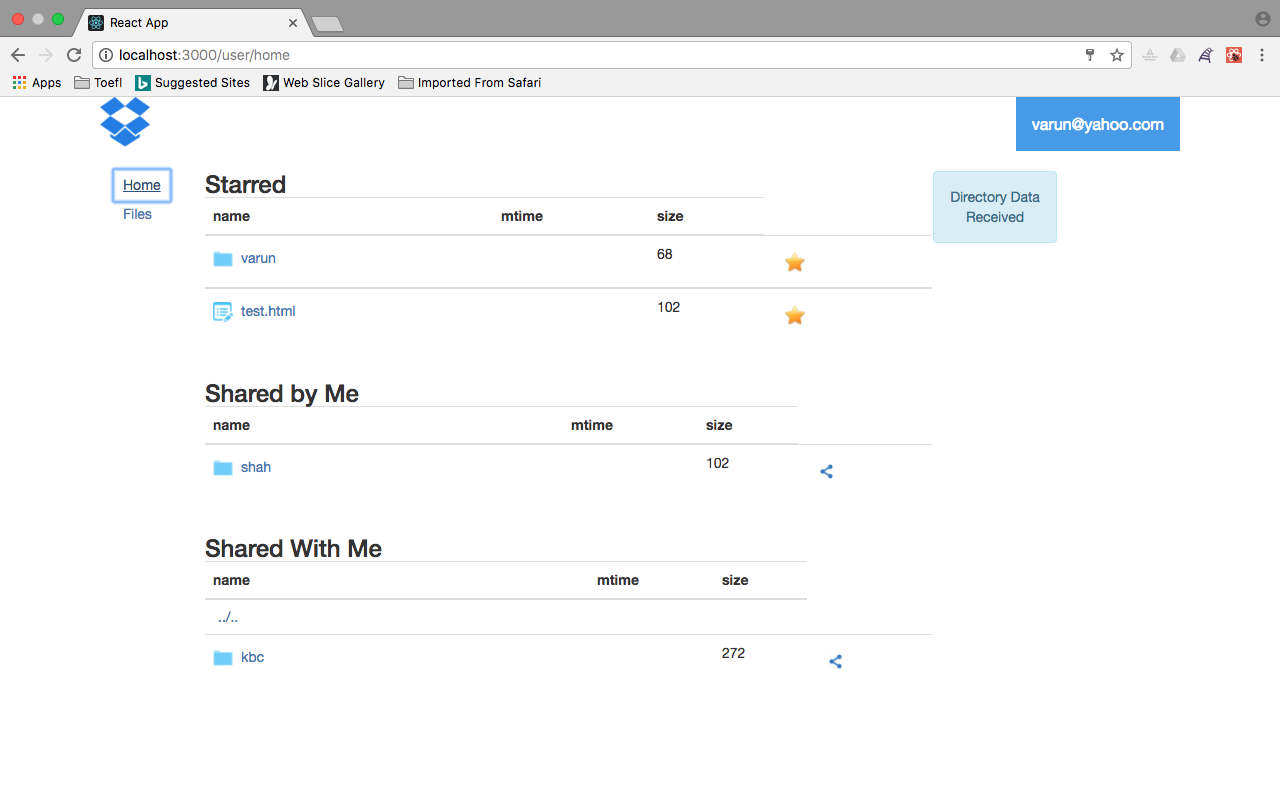 React App
localhost:3000/user/home
Apps Toefl Suggested Sites Web Slice Gallery Imported From Safari
varun@yahoo.com
Home
Files
Starred
name mtime size
varun 68
test.html 102
Directory Data
Received
Shared by Me
name mtime size
shah 102
Shared With Me
name mtime size
../..
kbc 272